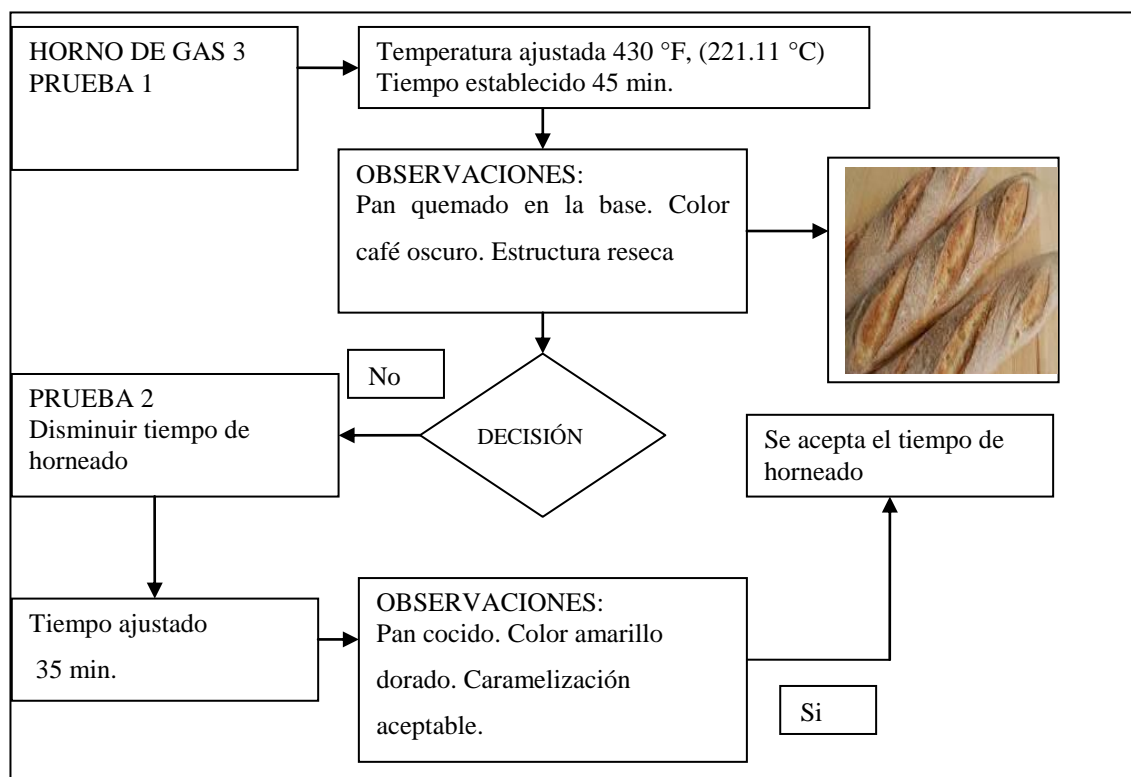 HORNO DE GAS 3
PRUEBA 1
Temperatura ajustada 430 °F, (221.11 °C)
Tiempo establecido 45 min.
OBSERVACIONES:
Pan quemado en la base. Color
café oscuro. Estructura reseca
No
DECISIÓN
PRUEBA 2
Disminuir tiempo de
horneado
Se acepta el tiempo de
horneado
Tiempo ajustado
35 min.
OBSERVACIONES:
Pan cocido. Color amarillo
dorado. Caramelización
aceptable.
Si